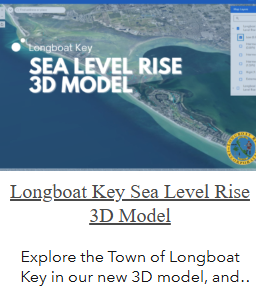 Longboat Key
SEA LEVEL RISE
3D MODEL
Longboat Key Sea Level Rise
3D Model
Explore the Town of Longboat
Key in our new 3D model, and..